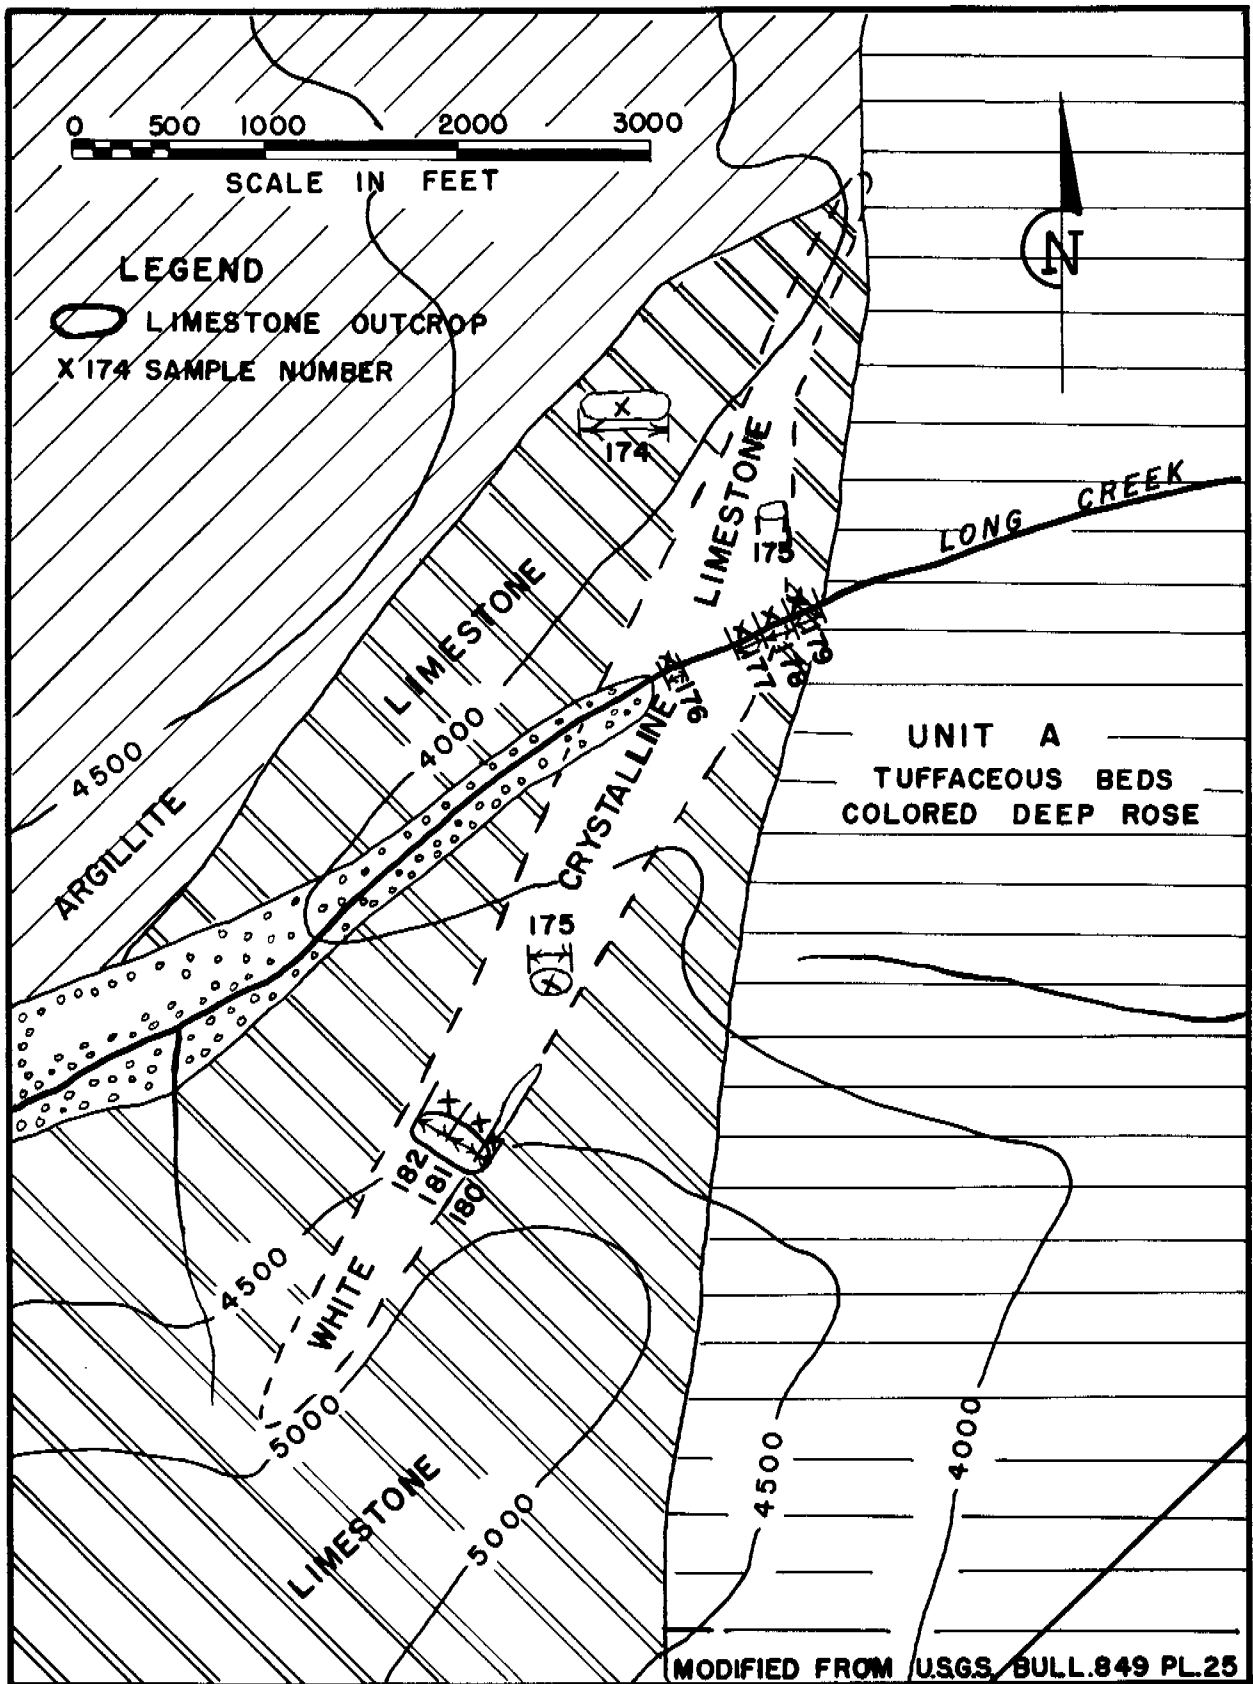 0 500 1000 2000 3000
SCALE IN FEET
N
LEGEND
LIMESTONE OUTCROP
X 174 SAMPLE NUMBER
X
174
LIMESTONE
175
LONG CREEK
LIMESTONE
X 176
X 177
X 178
X 179
4000
4500
ARGILLITE
CRYSTALLINE
UNIT A
TUFFACEOUS BEDS
COLORED DEEP ROSE
175
X
X
X
X
182
181
180
4500
WHITE
5000
LIMESTONE
5000
4500
4000
MODIFIED FROM U.S.G.S. BULL.849 PL.25